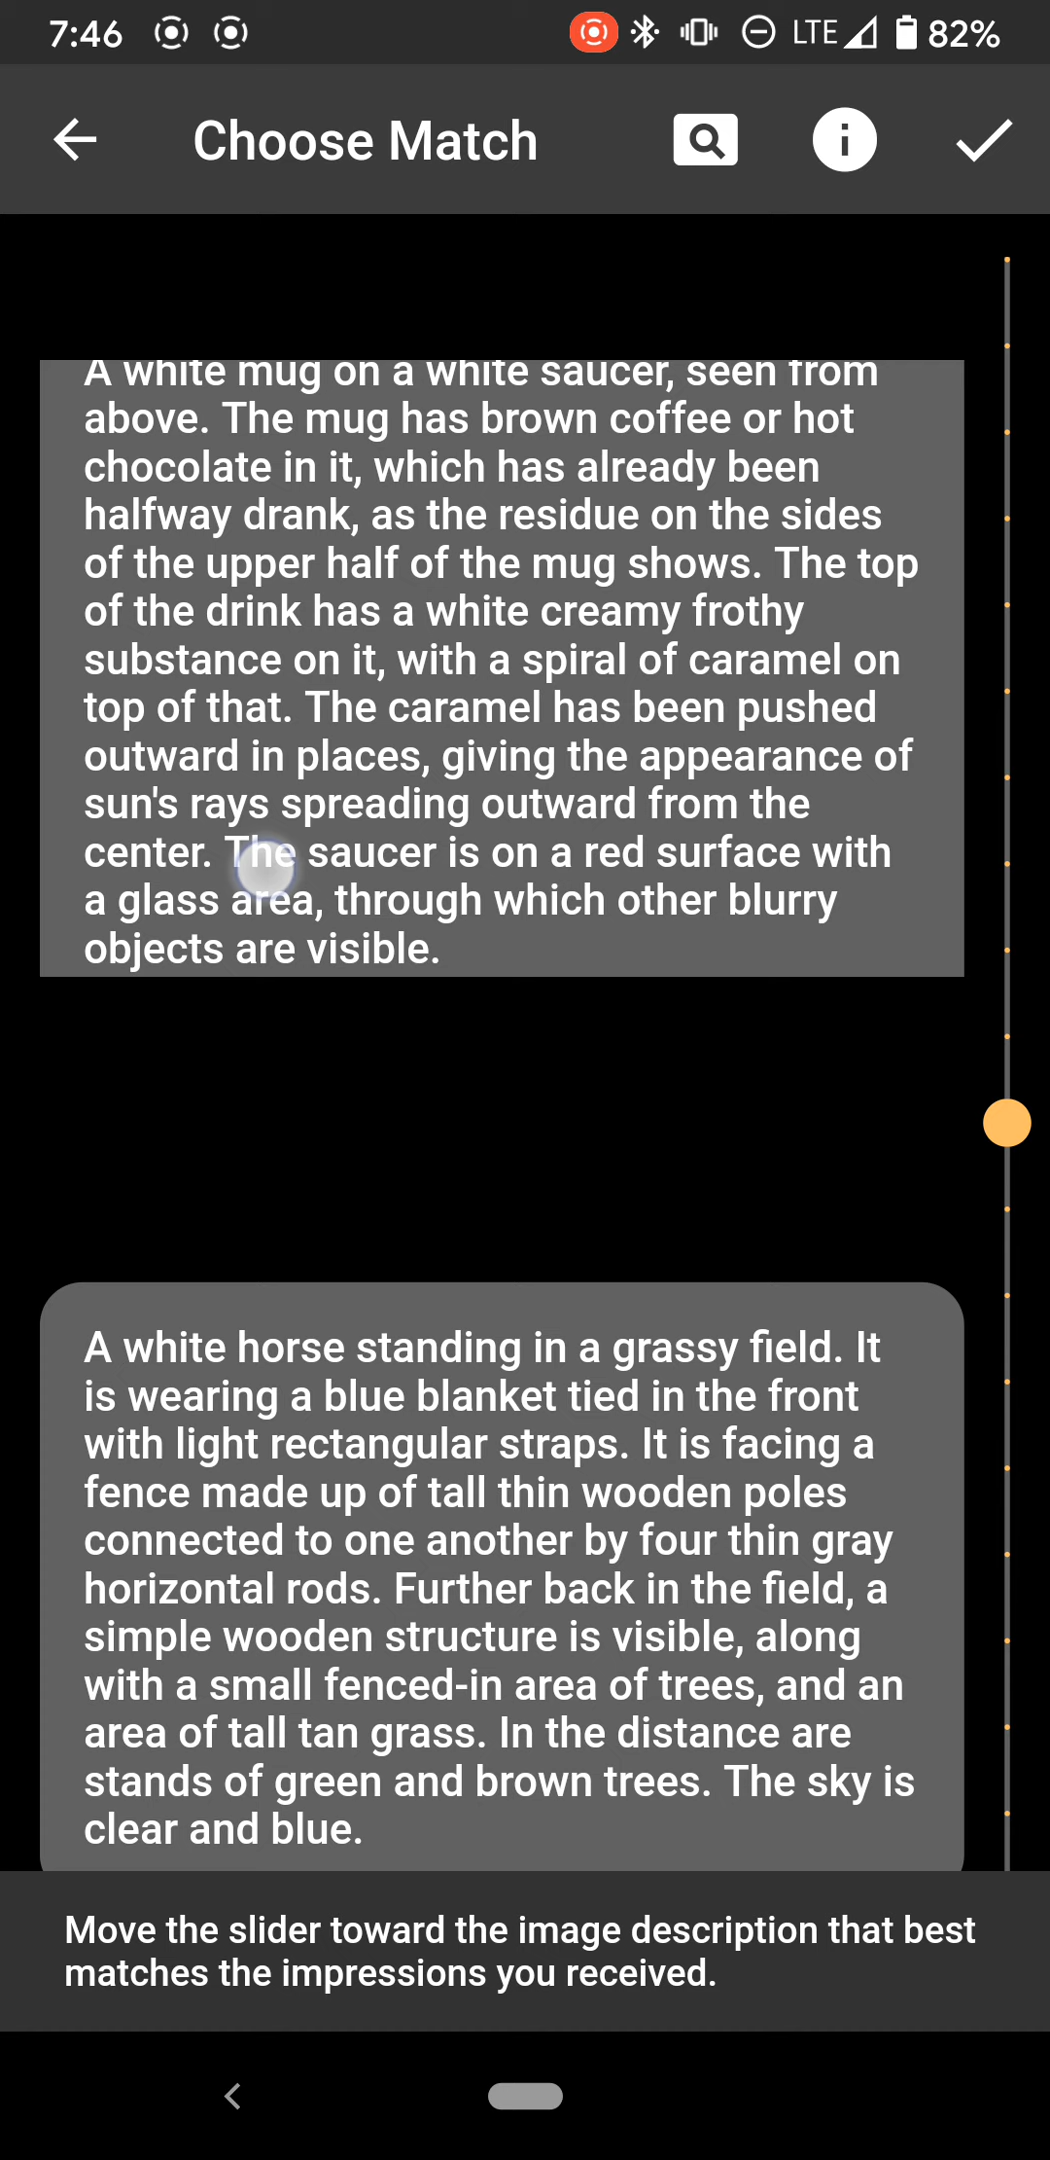 7:46
LTE
82%
Choose Match
A white mug on a white saucer, seen from
above. The mug has brown coffee or hot
chocolate in it, which has already been
halfway drank, as the residue on the sides
of the upper half of the mug shows. The top
of the drink has a white creamy frothy
substance on it, with a spiral of caramel on
top of that. The caramel has been pushed
outward in places, giving the appearance of
sun's rays spreading outward from the
center. The saucer is on a red surface with
a glass area, through which other blurry
objects are visible.
A white horse standing in a grassy field. It
is wearing a blue blanket tied in the front
with light rectangular straps. It is facing a
fence made up of tall thin wooden poles
connected to one another by four thin gray
horizontal rods. Further back in the field, a
simple wooden structure is visible, along
with a small fenced-in area of trees, and an
area of tall tan grass. In the distance are
stands of green and brown trees. The sky is
clear and blue.
Move the slider toward the image description that best
matches the impressions you received.